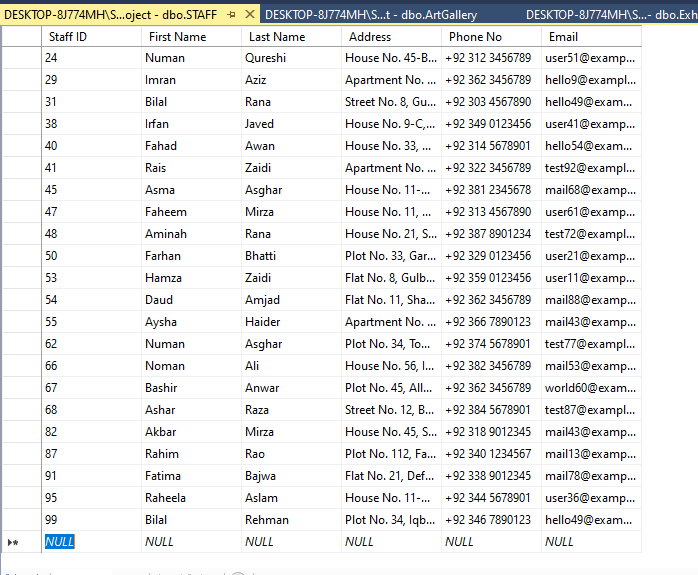 DESKTOP-8J774MH\S...oject - dbo.STAFF DESKTOP-8J774MH\S...t - dbo.ArtGallery DESKTOP-8J774MH\S...- dbo.Exh
Staff ID First Name Last Name Address Phone No Email
24 Numan Qureshi House No. 45-B... +92 312 3456789 user51@examp...
29 Imran Aziz Apartment No. ... +92 362 3456789 hello9@examp...
31 Bilal Rana Street No. 8, Gu... +92 303 4567890 hello49@exam...
38 Irfan Javed House No. 9-C,... +92 349 0123456 user41@examp...
40 Fahad Awan House No. 33, ... +92 314 5678901 hello54@exam...
41 Rais Zaidi Apartment No. ... +92 322 3456789 test92@exampl...
45 Asma Asghar House No. 11-... +92 381 2345678 mail68@examp...
47 Faheem Mirza House No. 11, ... +92 313 4567890 user61@examp...
48 Aminah Rana House No. 21, S... +92 387 8901234 test72@exampl...
50 Farhan Bhatti Plot No. 33, Gar... +92 329 0123456 user21@examp...
53 Hamza Zaidi Flat No. 8, Gulb... +92 359 0123456 user11@examp...
54 Daud Amjad Flat No. 11, Sha... +92 362 3456789 mail88@examp...
55 Aysha Haider Apartment No. ... +92 366 7890123 mail43@examp...
62 Numan Asghar Plot No. 34, To... +92 374 5678901 test77@exampl...
66 Noman Ali House No. 56, I... +92 382 3456789 mail53@examp...
67 Bashir Anwar Plot No. 45, All... +92 362 3456789 world60@exam...
68 Ashar Raza Street No. 12, B... +92 384 5678901 test87@exampl...
82 Akbar Mirza House No. 45, S... +92 318 9012345 mail43@examp...
87 Rahim Rao Plot No. 112, Fa... +92 340 1234567 mail13@examp...
91 Fatima Bajwa Flat No. 21, Def... +92 338 9012345 mail78@examp...
95 Raheela Aslam House No. 11-... +92 344 5678901 user36@examp...
99 Bilal Rehman Plot No. 34, Iqb... +92 346 7890123 hello49@exam...
NULL NULL NULL NULL NULL NULL